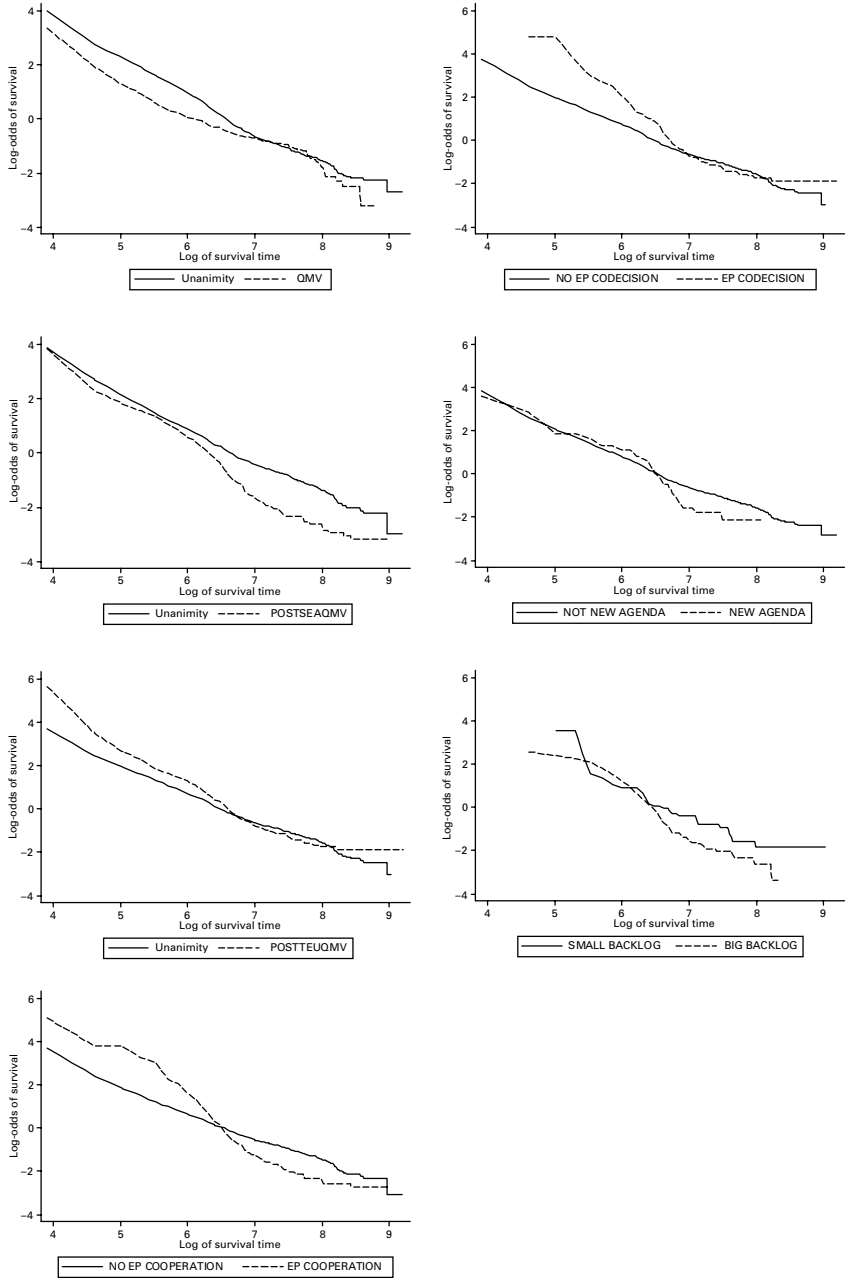 4
2
0
−2
−4
Log-odds of survival
4 5 6 7 8 9
Log of survival time
Unanimity QMV
6
4
2
0
−2
−4
Log-odds of survival
4 5 6 7 8 9
Log of survival time
NO EP CODECISION EP CODECISION
4
2
0
−2
−4
Log-odds of survival
4 5 6 7 8 9
Log of survival time
Unanimity POSTSEAQMV
6
4
2
0
−2
−4
Log-odds of survival
4 5 6 7 8 9
Log of survival time
NOT NEW AGENDA NEW AGENDA
6
4
2
0
−2
−4
Log-odds of survival
4 5 6 7 8 9
Log of survival time
Unanimity POSTTEUQMV
6
4
2
0
−2
−4
Log-odds of survival
4 5 6 7 8 9
Log of survival time
SMALL BACKLOG BIG BACKLOG
6
4
2
0
−2
−4
Log-odds of survival
4 5 6 7 8 9
Log of survival time
NO EP COOPERATION EP COOPERATION